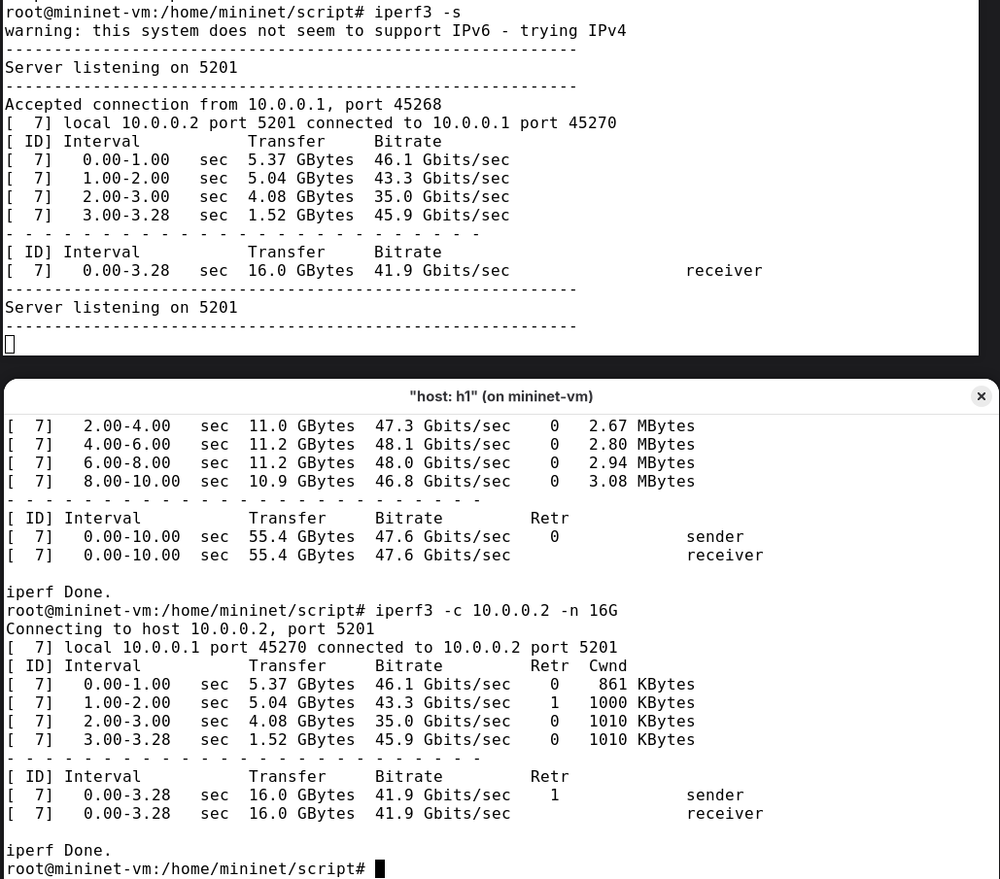 root@mininet-vm:/home/mininet/script# iperf3 -s
warning: this system does not seem to support IPv6 - trying IPv4
-----------------------------------------------------------
Server listening on 5201
-----------------------------------------------------------
Accepted connection from 10.0.0.1, port 45268
[  7] local 10.0.0.2 port 5201 connected to 10.0.0.1 port 45270
[ ID] Interval           Transfer     Bitrate
[  7]   0.00-1.00   sec  5.37 GBytes  46.1 Gbits/sec
[  7]   1.00-2.00   sec  5.04 GBytes  43.3 Gbits/sec
[  7]   2.00-3.00   sec  4.08 GBytes  35.0 Gbits/sec
[  7]   3.00-3.28   sec  1.52 GBytes  45.9 Gbits/sec
- - - - - - - - - - - - - - - - - - - - - - - - -
[ ID] Interval           Transfer     Bitrate
[  7]   0.00-3.28   sec  16.0 GBytes  41.9 Gbits/sec                  receiver
-----------------------------------------------------------
Server listening on 5201
-----------------------------------------------------------
"host: h1" (on mininet-vm)
[  7]   2.00-4.00   sec  11.0 GBytes  47.3 Gbits/sec    0   2.67 MBytes
[  7]   4.00-6.00   sec  11.2 GBytes  48.1 Gbits/sec    0   2.80 MBytes
[  7]   6.00-8.00   sec  11.2 GBytes  48.0 Gbits/sec    0   2.94 MBytes
[  7]   8.00-10.00  sec  10.9 GBytes  46.8 Gbits/sec    0   3.08 MBytes
- - - - - - - - - - - - - - - - - - - - - - - - -
[ ID] Interval           Transfer     Bitrate         Retr
[  7]   0.00-10.00  sec  55.4 GBytes  47.6 Gbits/sec    0             sender
[  7]   0.00-10.00  sec  55.4 GBytes  47.6 Gbits/sec                  receiver
iperf Done.
root@mininet-vm:/home/mininet/script# iperf3 -c 10.0.0.2 -n 16G
Connecting to host 10.0.0.2, port 5201
[  7] local 10.0.0.1 port 45270 connected to 10.0.0.2 port 5201
[ ID] Interval           Transfer     Bitrate         Retr  Cwnd
[  7]   0.00-1.00   sec  5.37 GBytes  46.1 Gbits/sec    0    861 KBytes
[  7]   1.00-2.00   sec  5.04 GBytes  43.3 Gbits/sec    1   1000 KBytes
[  7]   2.00-3.00   sec  4.08 GBytes  35.0 Gbits/sec    0   1010 KBytes
[  7]   3.00-3.28   sec  1.52 GBytes  45.9 Gbits/sec    0   1010 KBytes
- - - - - - - - - - - - - - - - - - - - - - - - -
[ ID] Interval           Transfer     Bitrate         Retr
[  7]   0.00-3.28   sec  16.0 GBytes  41.9 Gbits/sec    1             sender
[  7]   0.00-3.28   sec  16.0 GBytes  41.9 Gbits/sec                  receiver
iperf Done.
root@mininet-vm:/home/mininet/script#